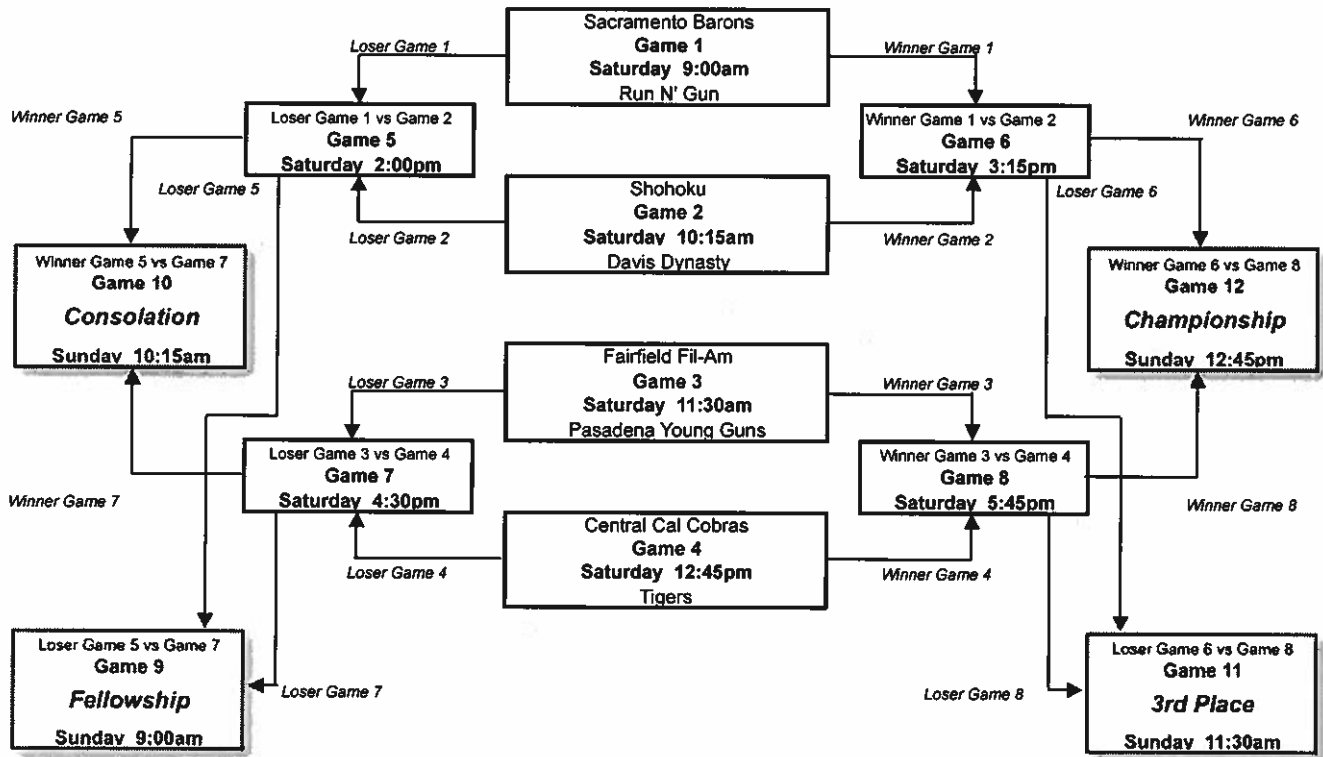 Sacramento Barons
Game 1
Saturday 9:00am
Run N' Gun
Loser Game 1
Winner Game 1
Winner Game 5
Loser Game 1 vs Game 2
Game 5
Saturday 2:00pm
Winner Game 1 vs Game 2
Game 6
Saturday 3:15pm
Winner Game 6
Loser Game 5
Shohoku
Game 2
Saturday 10:15am
Davis Dynasty
Loser Game 6
Loser Game 2
Winner Game 2
Winner Game 5 vs Game 7
Game 10
Consolation
Sunday 10:15am
Winner Game 6 vs Game 8
Game 12
Championship
Sunday 12:45pm
Fairfield Fil-Am
Game 3
Saturday 11:30am
Pasadena Young Guns
Loser Game 3
Winner Game 3
Loser Game 3 vs Game 4
Game 7
Saturday 4:30pm
Winner Game 3 vs Game 4
Game 8
Saturday 5:45pm
Winner Game 7
Winner Game 8
Central Cal Cobras
Game 4
Saturday 12:45pm
Tigers
Loser Game 4
Winner Game 4
Loser Game 5 vs Game 7
Game 9
Fellowship
Sunday 9:00am
Loser Game 7
Loser Game 8
Loser Game 6 vs Game 8
Game 11
3rd Place
Sunday 11:30am